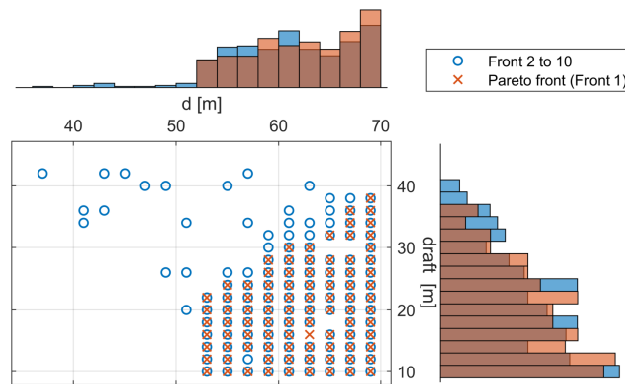 Front 2 to 10
Pareto front (Front 1)
d [m]
40 50 60 70
40
30
20
10
draft [m]